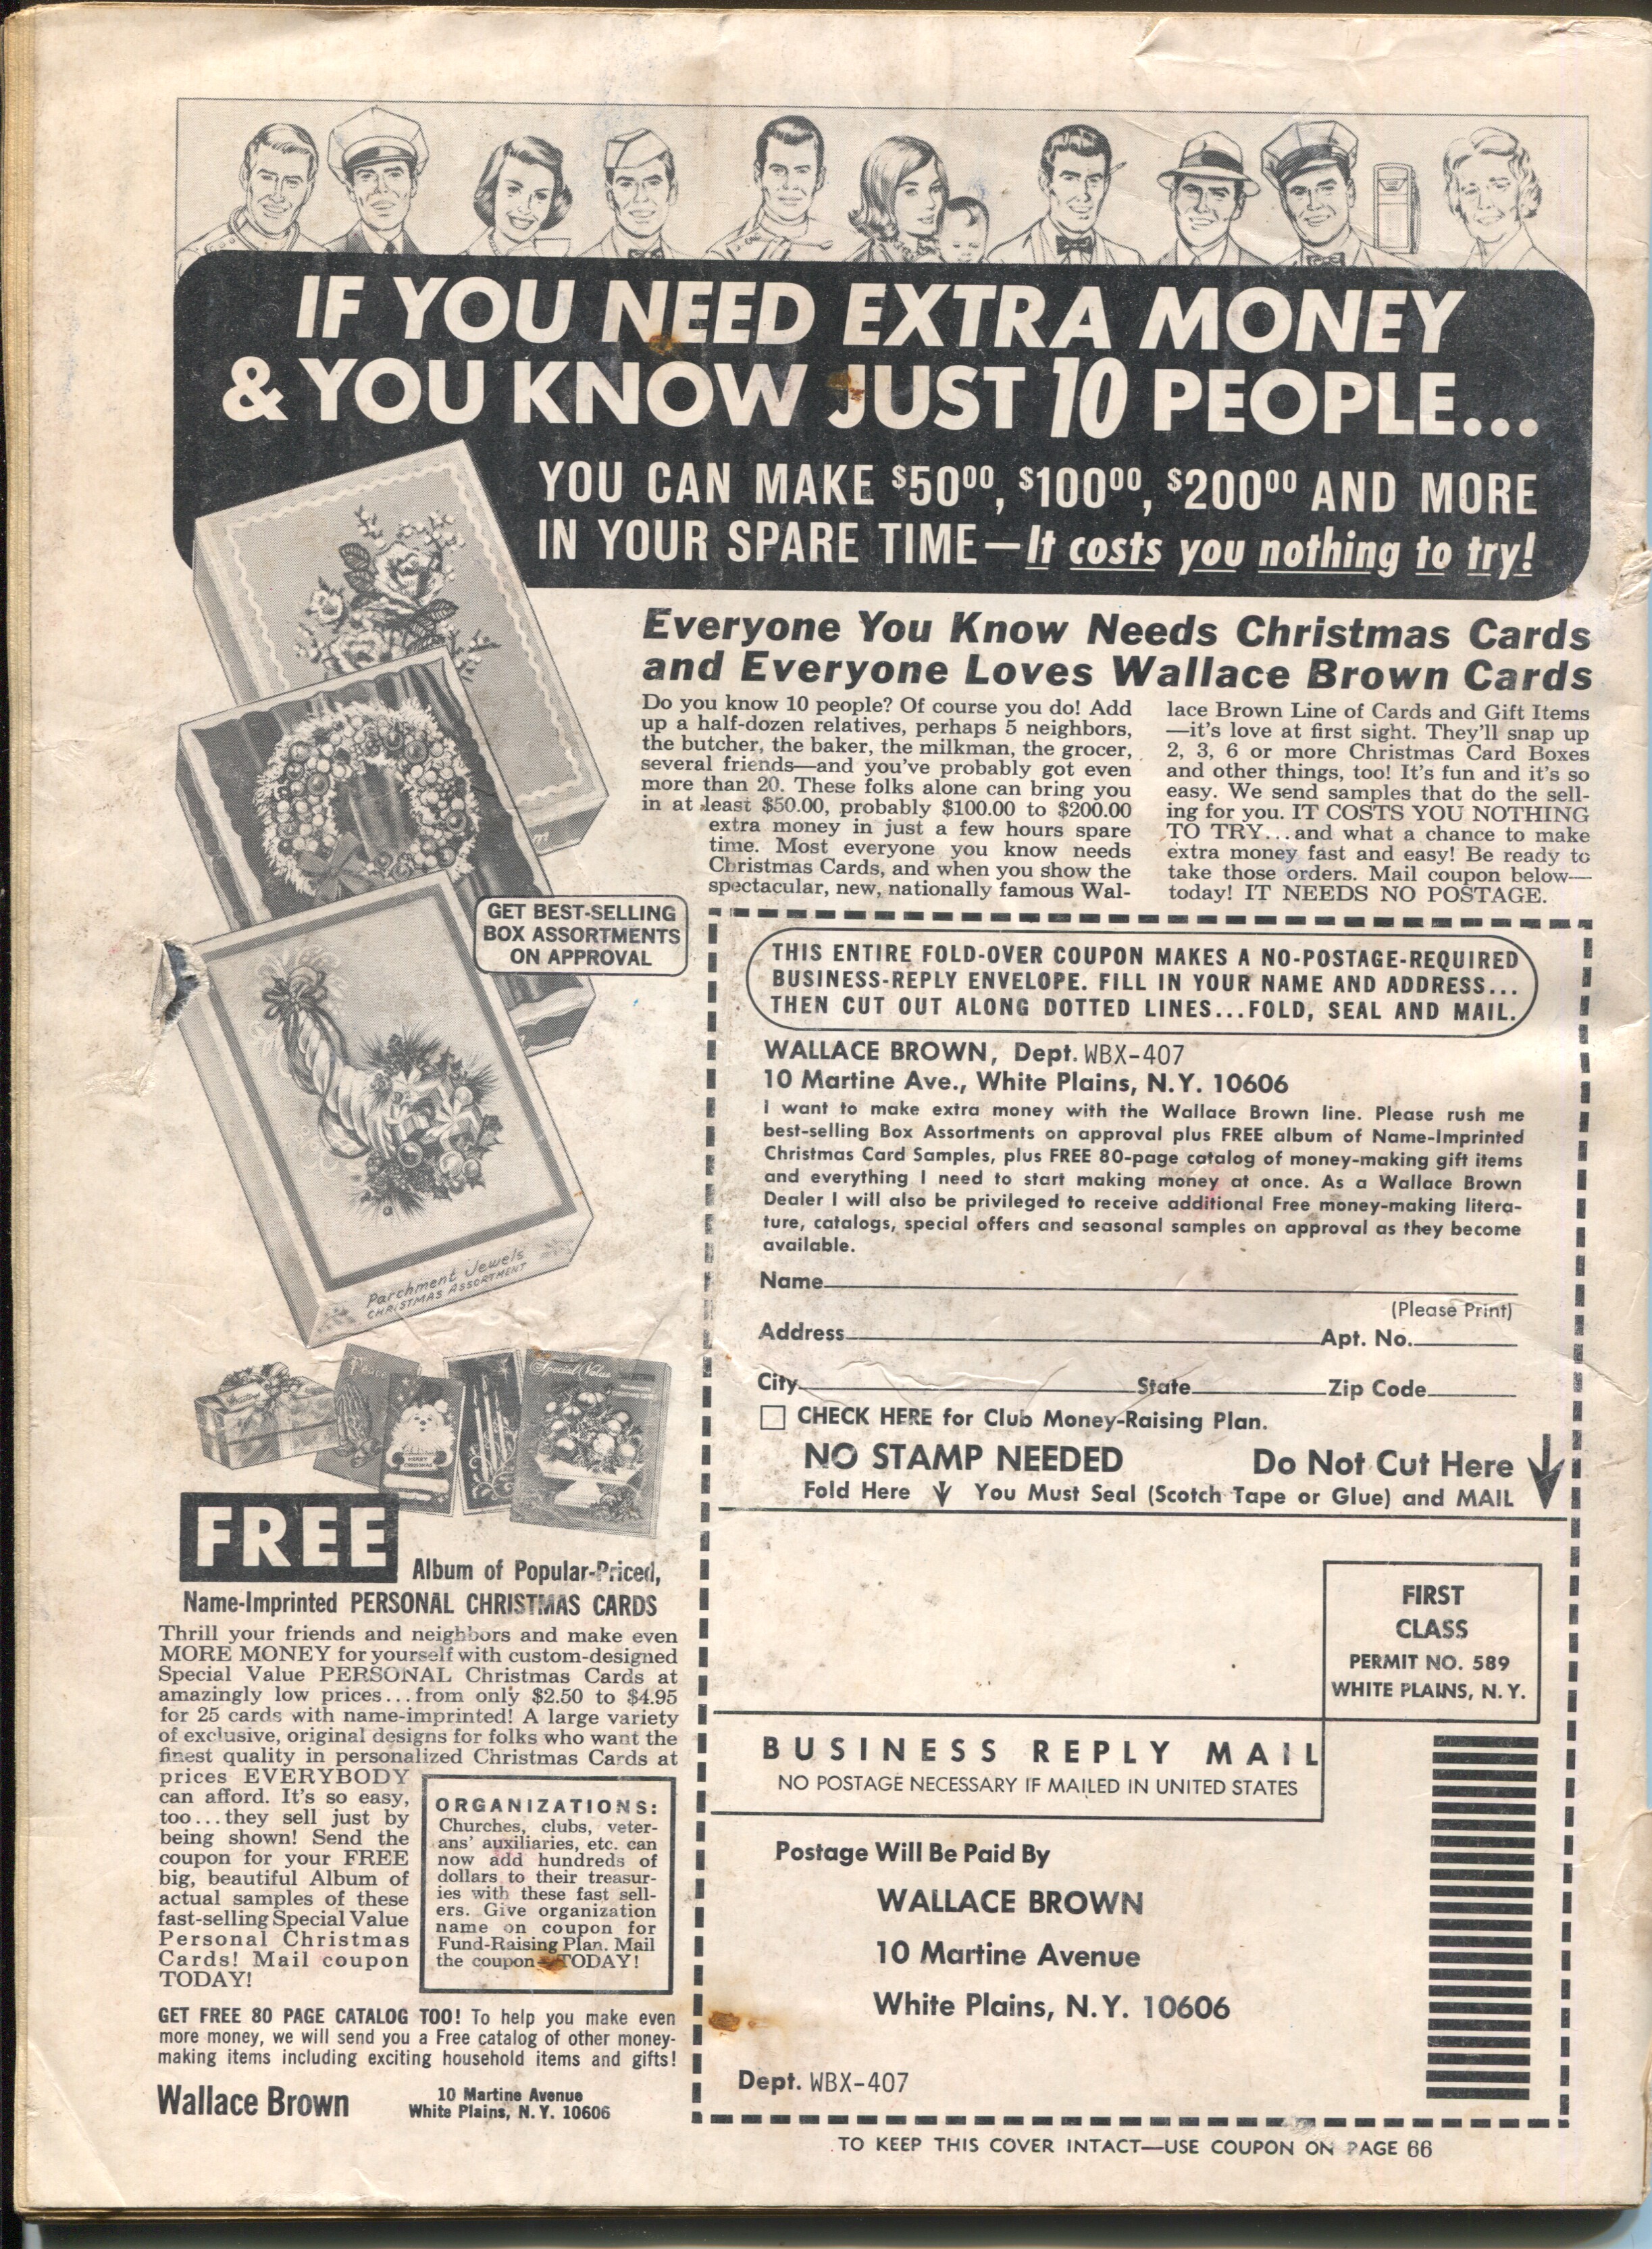 IF YOU NEED EXTRA MONEY
& YOU KNOW JUST 10 PEOPLE...
YOU CAN MAKE $50⁰⁰, $100⁰⁰, $200⁰⁰ AND MORE
IN YOUR SPARE TIME—It costs you nothing to try!
Everyone You Know Needs Christmas Cards
and Everyone Loves Wallace Brown Cards
Do you know 10 people? Of course you do! Add
up a half-dozen relatives, perhaps 5 neighbors,
the butcher, the baker, the milkman, the grocer,
several friends—and you've probably got even
more than 20. These folks alone can bring you
in at least $50.00, probably $100.00 to $200.00
extra money in just a few hours spare
time. Most everyone you know needs
Christmas Cards, and when you show the
spectacular, new, nationally famous Wal-
lace Brown Line of Cards and Gift Items
—it's love at first sight. They'll snap up
2, 3, 6 or more Christmas Card Boxes
and other things, too! It's fun and it's so
easy. We send samples that do the sell-
ing for you. IT COSTS YOU NOTHING
TO TRY...and what a chance to make
extra money fast and easy! Be ready to
take those orders. Mail coupon below—
today! IT NEEDS NO POSTAGE.
GET BEST-SELLING
BOX ASSORTMENTS
ON APPROVAL
Parchment Jewels
CHRISTMAS ASSORTMENT
Special Value
FREE
Album of Popular-Priced,
Name-Imprinted PERSONAL CHRISTMAS CARDS
Thrill your friends and neighbors and make even
MORE MONEY for yourself with custom-designed
Special Value PERSONAL Christmas Cards at
amazingly low prices...from only $2.50 to $4.95
for 25 cards with name-imprinted! A large variety
of exclusive, original designs for folks who want the
finest quality in personalized Christmas Cards at
prices EVERYBODY
can afford. It's so easy,
too...they sell just by
being shown! Send the
coupon for your FREE
big, beautiful Album of
actual samples of these
fast-selling Special Value
Personal Christmas
Cards! Mail coupon
TODAY!
ORGANIZATIONS:
Churches, clubs, veter-
ans' auxiliaries, etc. can
now add hundreds of
dollars to their treasur-
ies with these fast sell-
ers. Give organization
name on coupon for
Fund-Raising Plan. Mail
the coupon—TODAY!
GET FREE 80 PAGE CATALOG TOO! To help you make even
more money, we will send you a Free catalog of other money-
making items including exciting household items and gifts!
Wallace Brown
10 Martine Avenue
White Plains, N.Y. 10606
THIS ENTIRE FOLD-OVER COUPON MAKES A NO-POSTAGE-REQUIRED
BUSINESS-REPLY ENVELOPE. FILL IN YOUR NAME AND ADDRESS...
THEN CUT OUT ALONG DOTTED LINES...FOLD, SEAL AND MAIL.
WALLACE BROWN, Dept. WBX-407
10 Martine Ave., White Plains, N.Y. 10606
I want to make extra money with the Wallace Brown line. Please rush me
best-selling Box Assortments on approval plus FREE album of Name-Imprinted
Christmas Card Samples, plus FREE 80-page catalog of money-making gift items
and everything I need to start making money at once. As a Wallace Brown
Dealer I will also be privileged to receive additional Free money-making litera-
ture, catalogs, special offers and seasonal samples on approval as they become
available.
Name
(Please Print)
Address Apt. No.
City State Zip Code
CHECK HERE for Club Money-Raising Plan.
NO STAMP NEEDED Do Not Cut Here
Fold Here You Must Seal (Scotch Tape or Glue) and MAIL
FIRST
CLASS
PERMIT NO. 589
WHITE PLAINS, N.Y.
BUSINESS REPLY MAIL
NO POSTAGE NECESSARY IF MAILED IN UNITED STATES
Postage Will Be Paid By
WALLACE BROWN
10 Martine Avenue
White Plains, N.Y. 10606
Dept. WBX-407
TO KEEP THIS COVER INTACT—USE COUPON ON PAGE 66